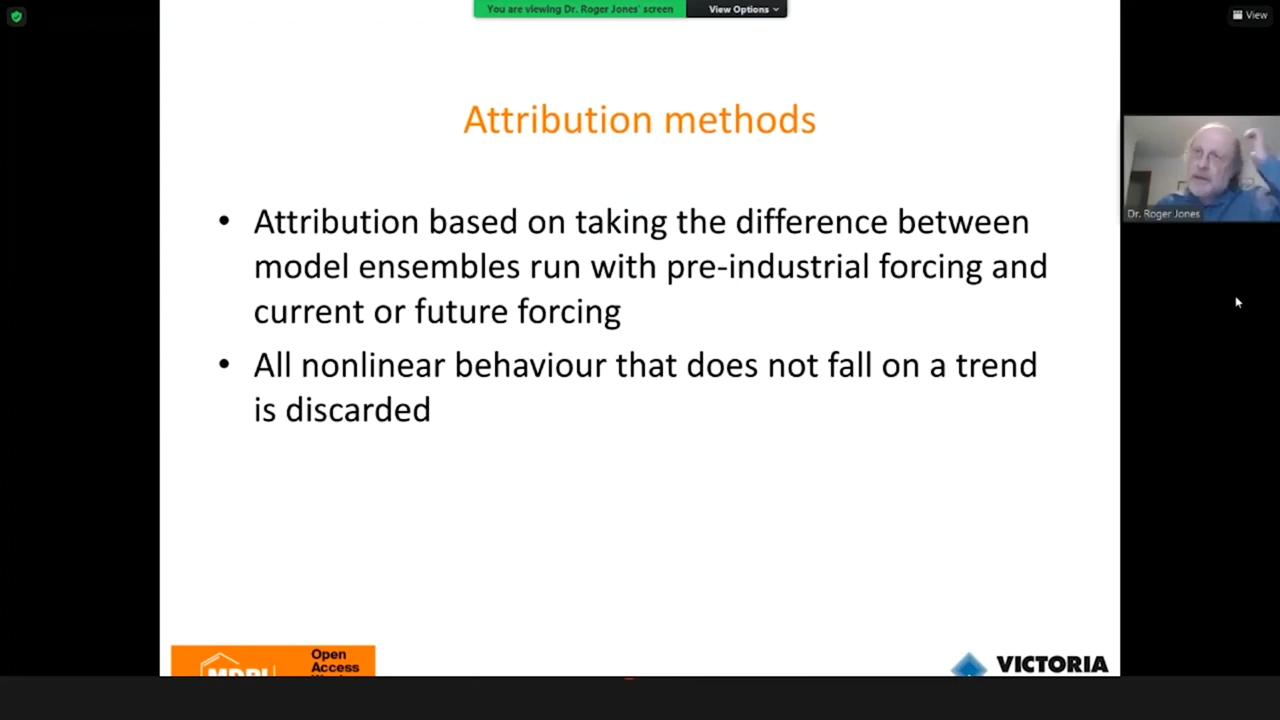 You are viewing Dr. Roger Jones' screen
View Options
View
Attribution methods
• Attribution based on taking the difference between
model ensembles run with pre-industrial forcing and
current or future forcing
• All nonlinear behaviour that does not fall on a trend
is discarded
Dr. Roger Jones
Open
Access
VICTORIA